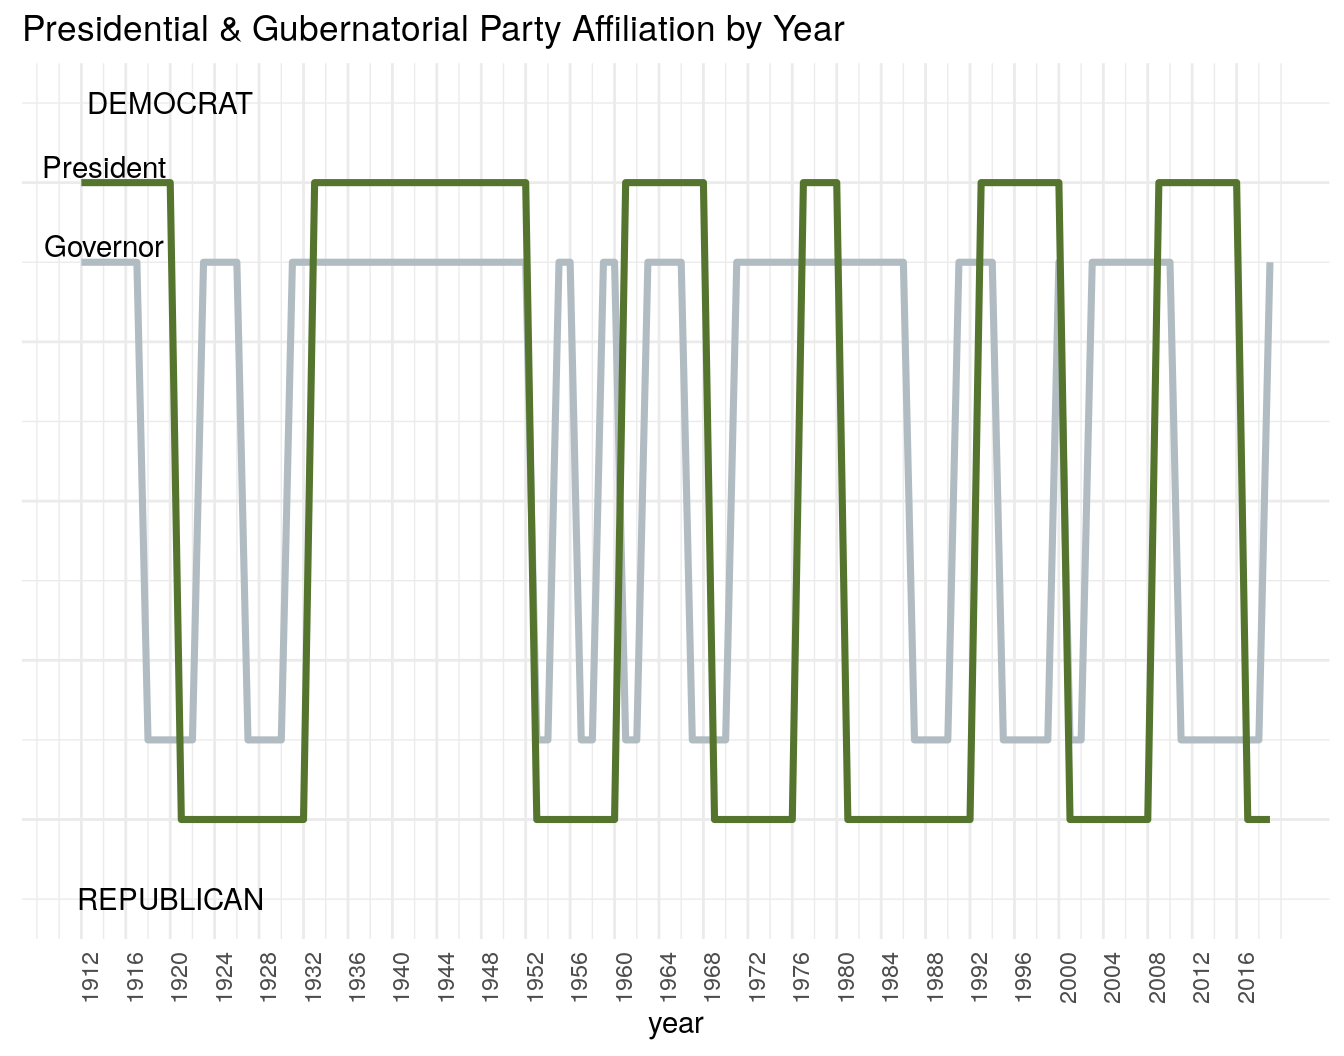 Presidential & Gubernatorial Party Affiliation by Year
DEMOCRAT
President
Governor
REPUBLICAN
1912 1916 1920 1924 1928 1932 1936 1940 1944 1948 1952 1956 1960 1964 1968 1972 1976 1980 1984 1988 1992 1996 2000 2004 2008 2012 2016
year